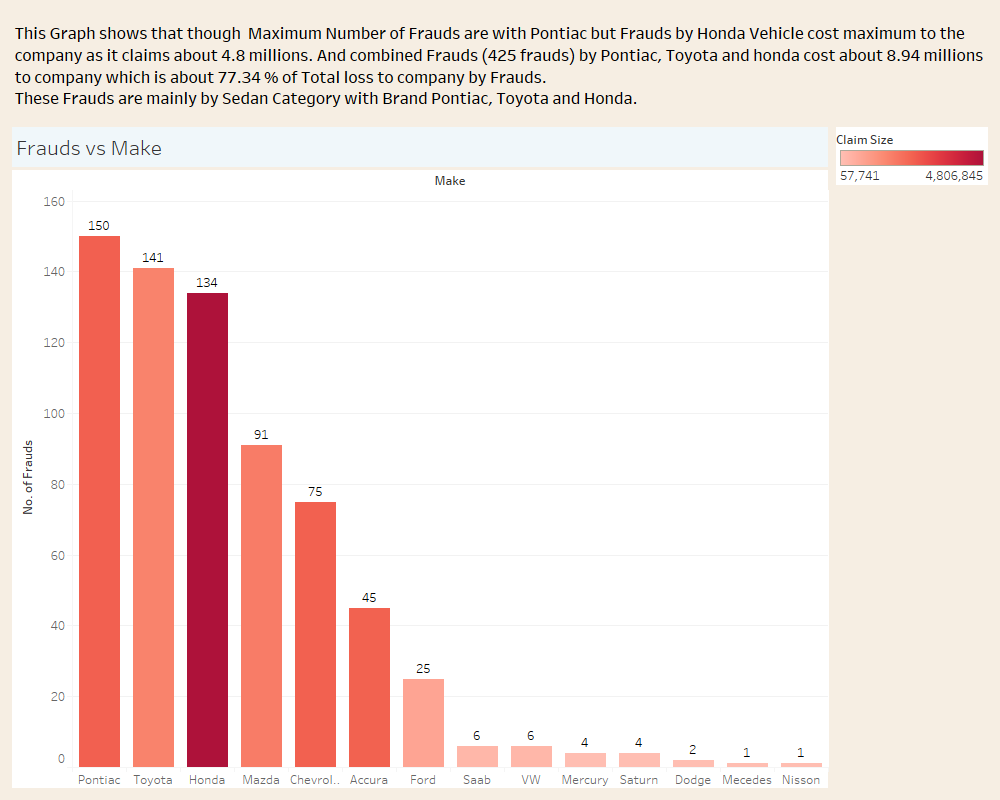 This Graph shows that though  Maximum Number of Frauds are with Pontiac but Frauds by Honda Vehicle cost maximum to the
company as it claims about 4.8 millions. And combined Frauds (425 frauds) by Pontiac, Toyota and honda cost about 8.94 millions
to company which is about 77.34 % of Total loss to company by Frauds.
These Frauds are mainly by Sedan Category with Brand Pontiac, Toyota and Honda.
Frauds vs Make
Claim Size
57,741 4,806,845
Make
No. of Frauds
160
140
120
100
80
60
40
20
0
150
141
134
91
75
45
25
6
6
4
4
2
1
1
Pontiac Toyota Honda Mazda Chevrol.. Accura Ford Saab VW Mercury Saturn Dodge Mecedes Nisson